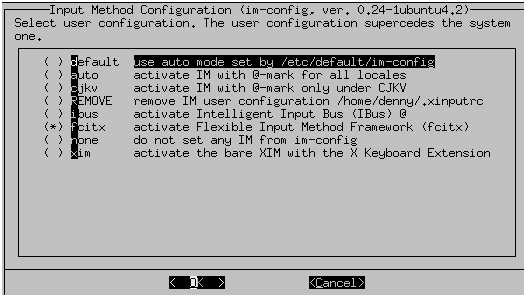 Input Method Configuration (im-config, ver. 0.24-1ubuntu4.2)
Select user configuration. The user configuration supercedes the system
one.
( ) default use auto mode set by /etc/default/im-config
( ) auto activate IM with @-mark for all locales
( ) cjkv activate IM with @-mark only under CJKV
( ) REMOVE remove IM user configuration /home/denny/.xinputrc
( ) ibus activate Intelligent Input Bus (IBus) @
(*) fcitx activate Flexible Input Method Framework (fcitx)
( ) none do not set any IM from im-config
( ) xim activate the bare XIM with the X Keyboard Extension
< OK > <Cancel>